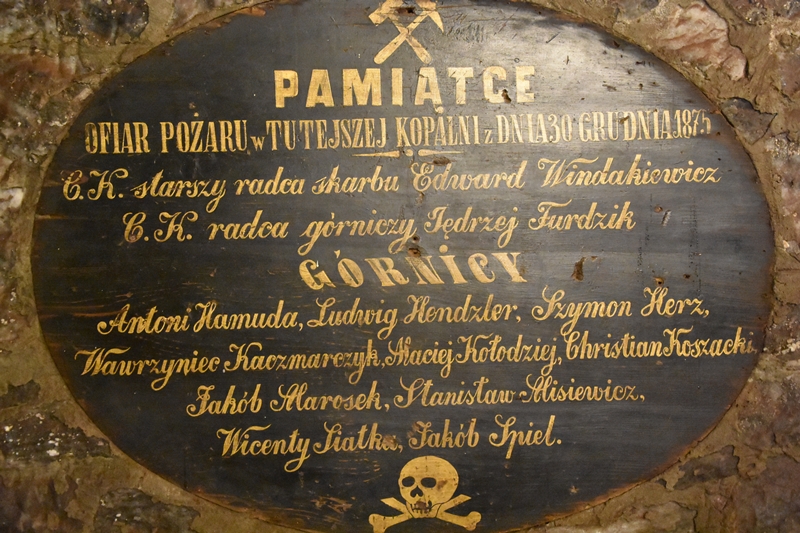 PAMIĄTCE
OFIAR POŻARU w TUTEJSZEJ KOPALNI z DNIA 30 GRUDNIA 1875
C.K. starszy radca skarbu Edward Windakiewicz
C.K. radca górniczy Jędrzej Furdzik
GÓRNICY
Antoni Hamuda, Ludwig Hendzler, Szymon Herz,
Wawrzyniec Kaczmarczyk, Maciej Kołodziej, Christian Koszacki,
Jakób Marosek, Stanisław Misiewicz,
Wicenty Siatka, Jakób Spiel.